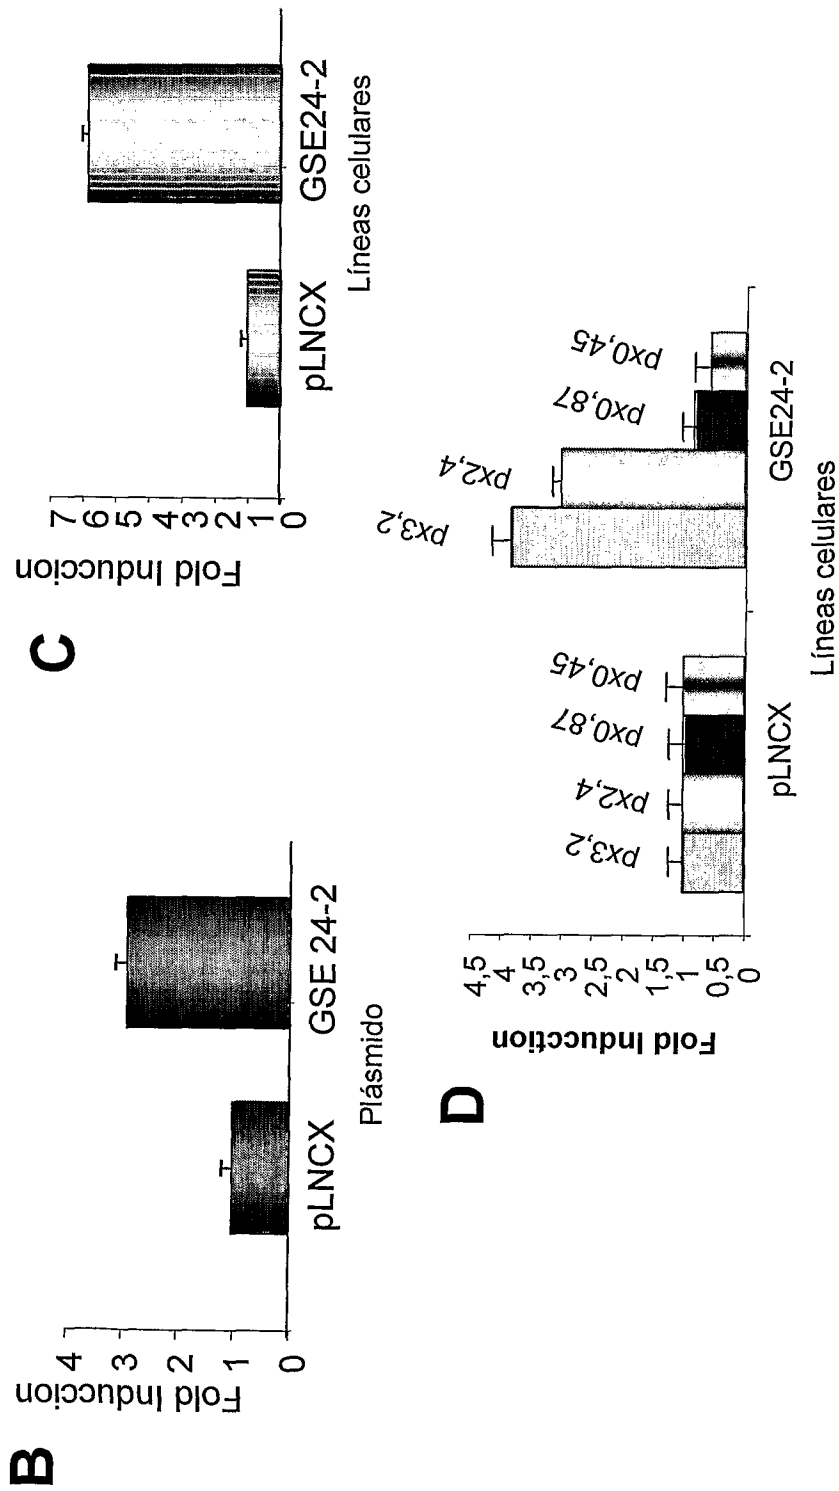 B
Fold Induccion
4
3
2
1
0
pLNCX
GSE 24-2
Plásmido
C
Fold Induccion
7
6
5
4
3
2
1
0
pLNCX
GSE24-2
Líneas celulares
D
Fold Inducction
4,5
4
3,5
3
2,5
2
1,5
1
0,5
0
px3,2
px2,4
px0,87
px0,45
px3,2
px2,4
px0,87
px0,45
pLNCX
GSE24-2
Líneas celulares